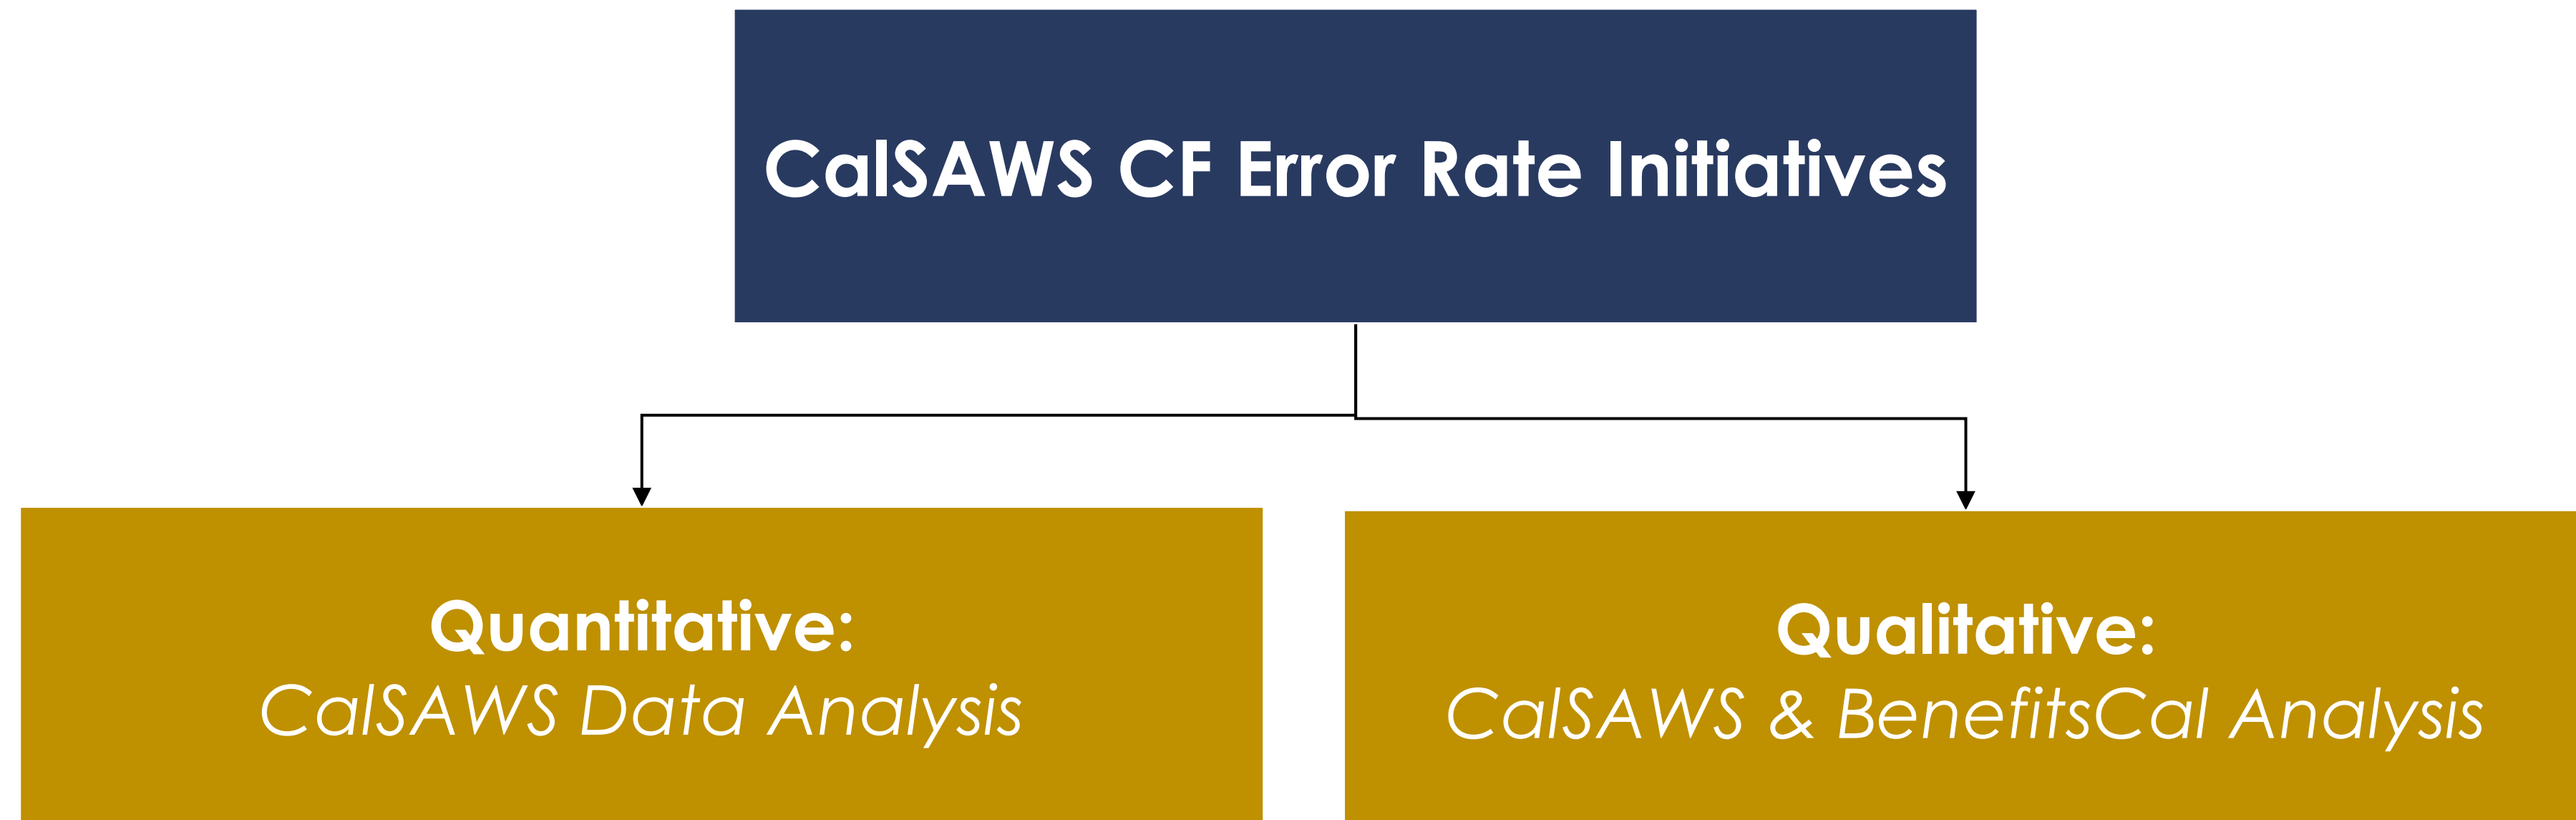 CalSAWS CF Error Rate Initiatives
Quantitative:
CalSAWS Data Analysis
Qualitative:
CalSAWS & BenefitsCal Analysis